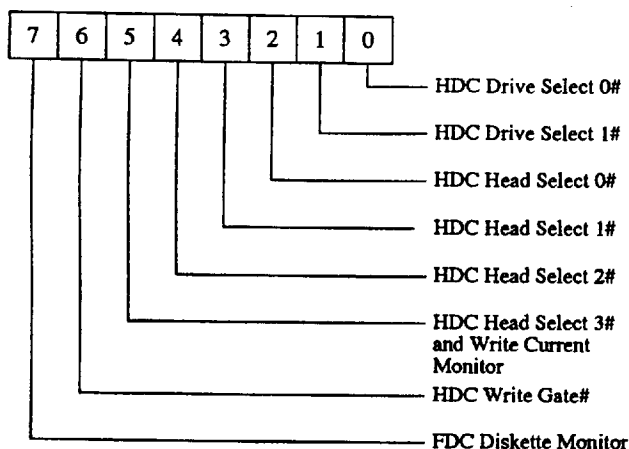 7 6 5 4 3 2 1 0
HDC Drive Select 0#
HDC Drive Select 1#
HDC Head Select 0#
HDC Head Select 1#
HDC Head Select 2#
HDC Head Select 3#
and Write Current
Monitor
HDC Write Gate#
FDC Diskette Monitor